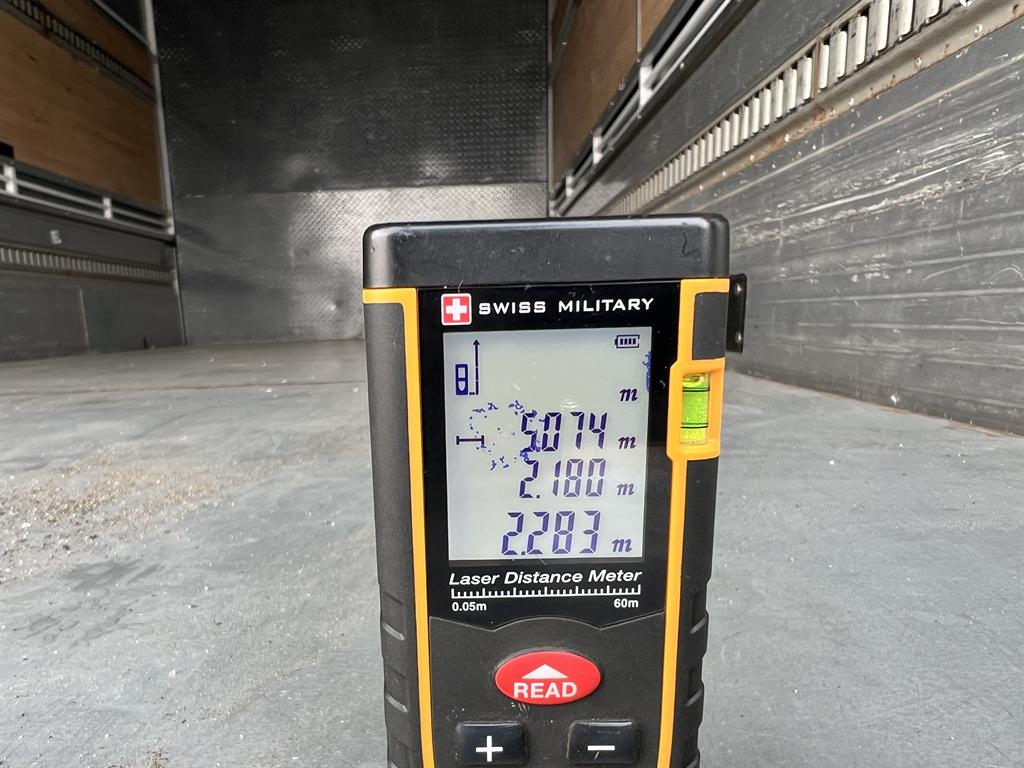 SWISS MILITARY
m
5.074 m
2.180 m
2.283 m
Laser Distance Meter
0.05m 60m
READ
+ −